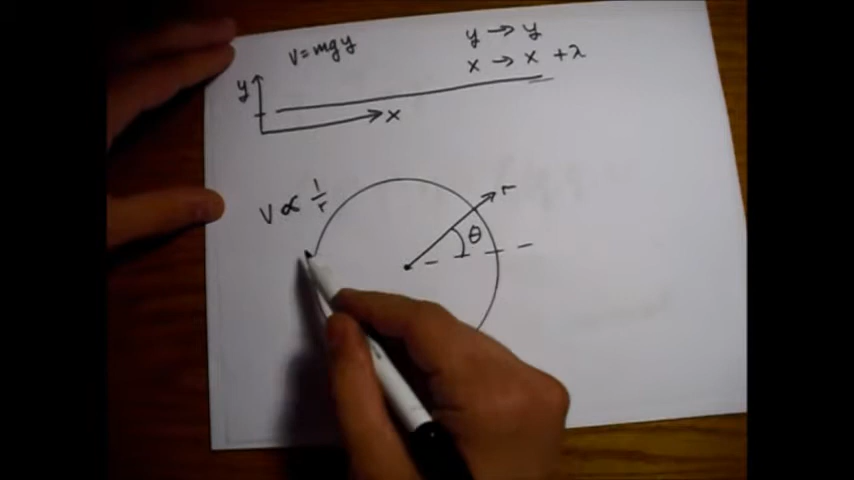 V = mgy
y → y
x → x + λ
y
x
V ∝ 1/r
r
θ